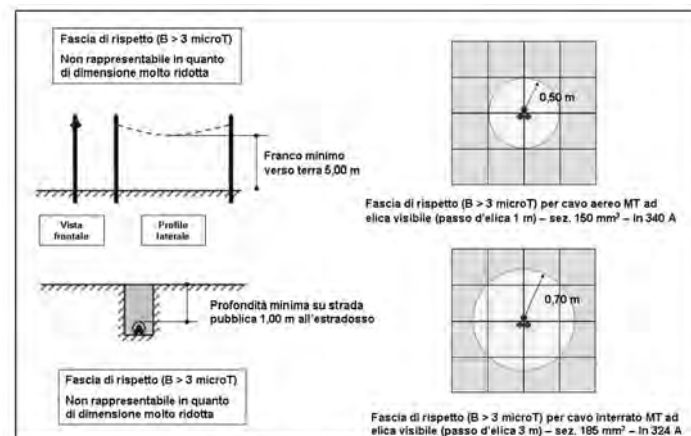 Fascia di rispetto (B > 3 microT)
Non rappresentabile in quanto
di dimensione molto ridotta
Franco minimo
verso terra 5,00 m
Vista
frontale
Profilo
laterale
Profondità minima su strada
pubblica 1,00 m all'estradosso
Fascia di rispetto (B > 3 microT)
Non rappresentabile in quanto
di dimensione molto ridotta
0,50 m
Fascia di rispetto (B > 3 microT) per cavo aereo MT ad
elica visibile (passo d'elica 1 m) – sez. 150 mm² – In 340 A
0,70 m
Fascia di rispetto (B > 3 microT) per cavo interrato MT ad
elica visibile (passo d'elica 3 m) – sez. 185 mm² – In 324 A